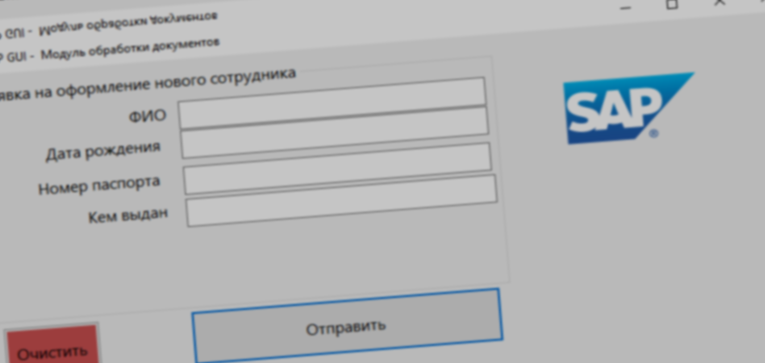 GUI - Модуль обработки документов
GUI - Модуль обработки документов
на оформление нового сотрудника
ФИО
SAP ®
Дата рождения
Номер паспорта
Кем выдан
Отправить
Очистить